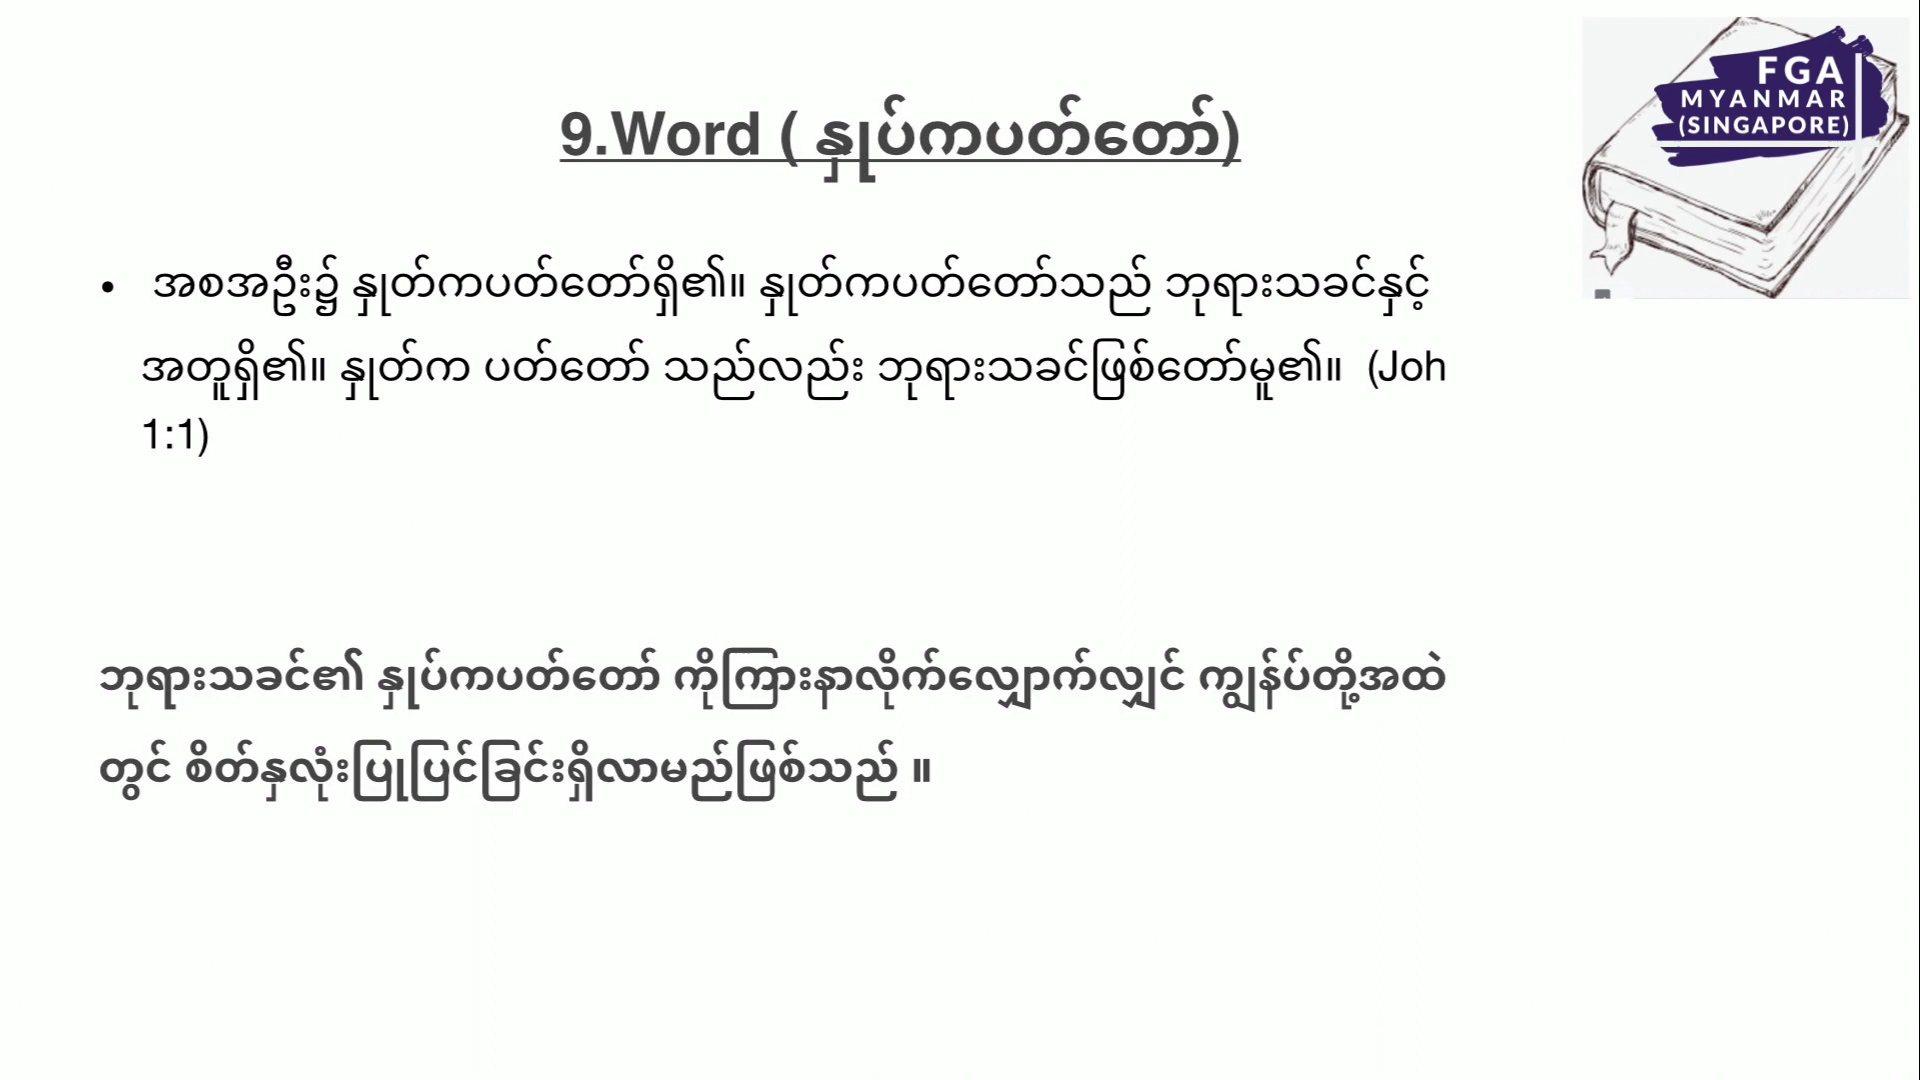 FGA
MYANMAR
(SINGAPORE)
9.Word ( နှုပ်ကပတ်တော်)
• အစအဦး၌ နှုတ်ကပတ်တော်ရှိ၏။ နှုတ်ကပတ်တော်သည် ဘုရားသခင်နှင့်
အတူရှိ၏။ နှုတ်က ပတ်တော် သည်လည်း ဘုရားသခင်ဖြစ်တော်မူ၏။ (Joh
1:1)
ဘုရားသခင်၏ နှုပ်ကပတ်တော် ကိုကြားနာလိုက်လျှောက်လျှင် ကျွန်ပ်တို့အထဲ
တွင် စိတ်နှလုံးပြုပြင်ခြင်းရှိလာမည်ဖြစ်သည် ။